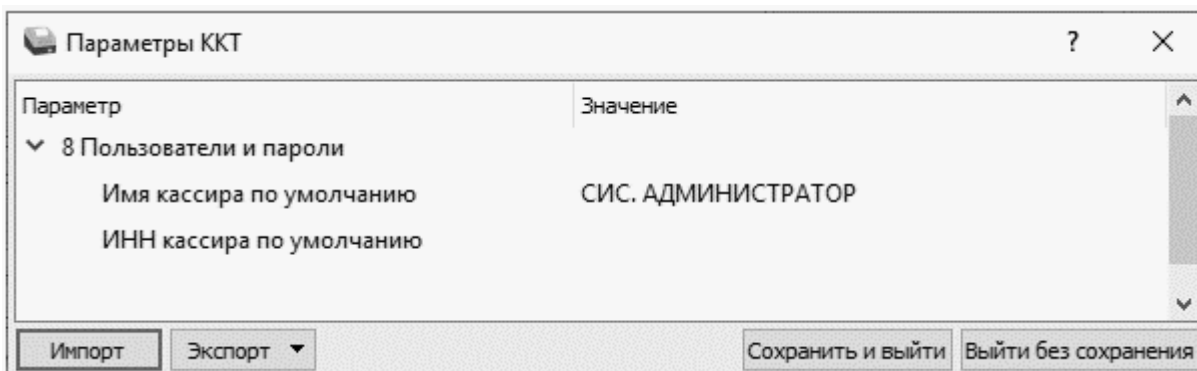 Параметры ККТ ?
Параметр Значение
8 Пользователи и пароли
Имя кассира по умолчанию СИС. АДМИНИСТРАТОР
ИНН кассира по умолчанию
Импорт Экспорт Сохранить и выйти Выйти без сохранения